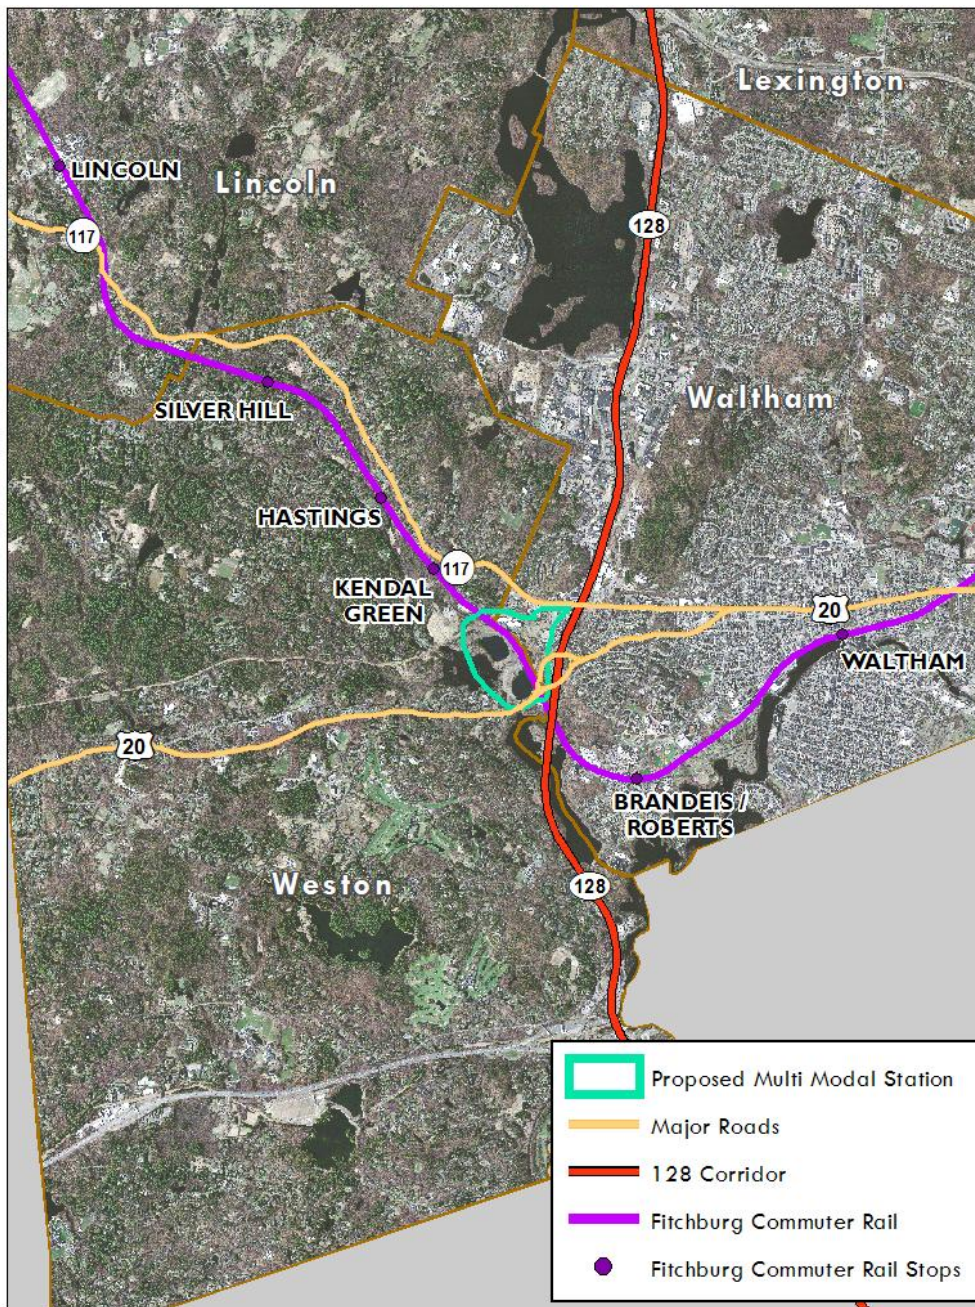 Lexington
LINCOLN
Lincoln
117
128
Waltham
SILVER HILL
HASTINGS
117
KENDAL
GREEN
20
WALTHAM
20
BRANDEIS /
ROBERTS
Weston
128
Proposed Multi Modal Station
Major Roads
128 Corridor
Fitchburg Commuter Rail
Fitchburg Commuter Rail Stops